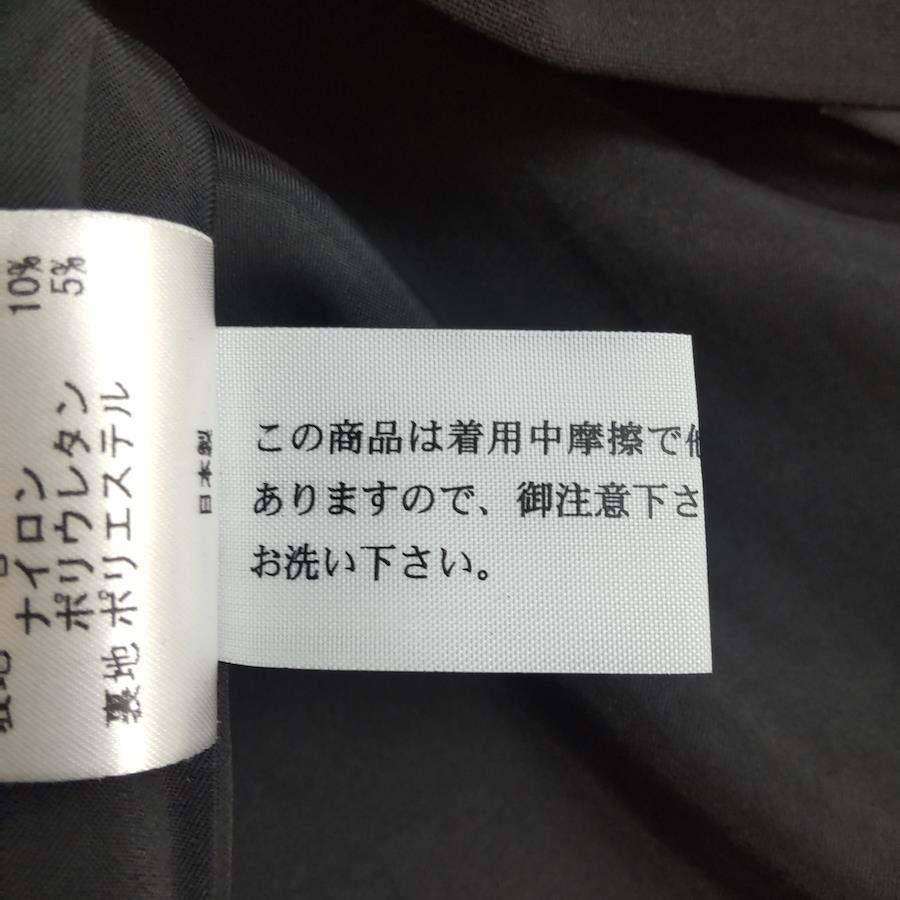 10%
5%
ナイロン
ポリウレタン
裏地 ポリエステル
日本製
この商品は着用中摩擦で他
ありますので、御注意下さ
お洗い下さい。